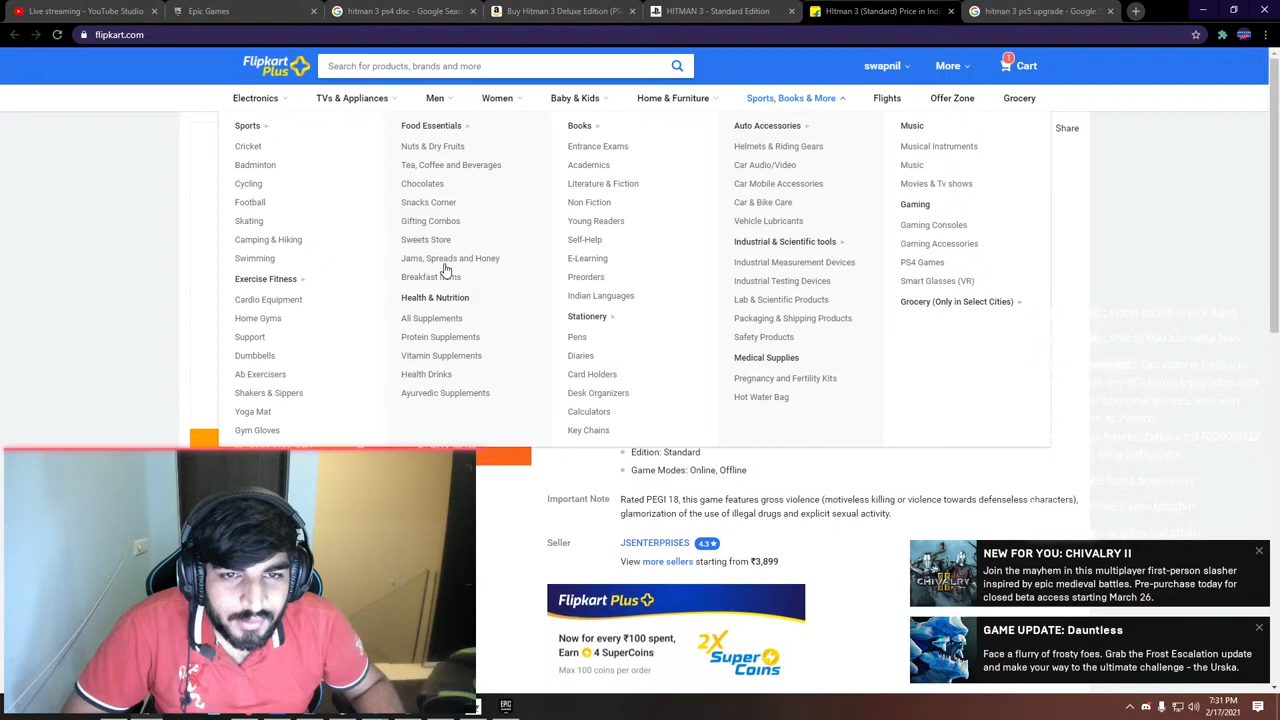 Live streaming - YouTube Studio
Epic Games
hitman 3 ps4 disc - Google Search
Buy Hitman 3 Deluxe Edition (PS
HITMAN 3 - Standard
HITMAN 3 (PS4) Price in India
hitman 3 ps5 upgrade - Google
flipkart.com
Flipkart
Plus
Search for products, brands and more
swapnil
More
1
Cart
Electronics
TVs & Appliances
Men
Women
Baby & Kids
Home & Furniture
Sports, Books & More
Flights
Offer Zone
Grocery
Share
Sports
Cricket
Badminton
Cycling
Football
Skating
Camping & Hiking
Swimming
Exercise Fitness
Cardio Equipment
Home Gyms
Support
Dumbbells
Ab Exercisers
Shakers & Sippers
Yoga Mat
Gym Gloves
Food Essentials
Nuts & Dry Fruits
Tea, Coffee and Beverages
Chocolates
Snacks Corner
Gifting Combos
Sweets Store
Jams, Spreads and Honey
Breakfast
Health & Nutrition
All Supplements
Protein Supplements
Vitamin Supplements
Health Drinks
Ayurvedic Supplements
Books
Entrance Exams
Academics
Literature & Fiction
Non Fiction
Young Readers
Self-Help
E-Learning
Preorders
Indian Languages
Stationery
Pens
Diaries
Card Holders
Desk Organizers
Calculators
Key Chains
Auto Accessories
Helmets & Riding Gears
Car Audio/Video
Car Mobile Accessories
Car & Bike Care
Vehicle Lubricants
Industrial & Scientific tools
Industrial Measurement Devices
Industrial Testing Devices
Lab & Scientific Products
Packaging & Shipping Products
Safety Products
Medical Supplies
Pregnancy and Fertility Kits
Hot Water Bag
Music
Musical Instruments
Music
Movies & Tv shows
Gaming
Gaming Consoles
Gaming Accessories
PS4 Games
Smart Glasses (VR)
Grocery (Only in Select Cities)
Edition: Standard
Game Modes: Online, Offline
Important Note
Rated PEGI 18, this game features gross violence (motiveless killing or violence towards defenseless characters),
glamorization of the use of illegal drugs and explicit sexual activity.
Seller
JSENTERPRISES
4.3
View more sellers starting from ₹3,899
Flipkart Plus
Now for every ₹100 spent,
Earn 4 SuperCoins
Max 100 coins per order
2X
Super
Coins
NEW FOR YOU: CHIVALRY II
Join the mayhem in this multiplayer first-person slasher
inspired by epic medieval battles. Pre-purchase today for
closed beta access starting March 26.
GAME UPDATE: Dauntless
Face a flurry of frosty foes. Grab the Frost Escalation update
and make your way to the ultimate challenge - the Urska.
EPIC
7:31 PM
2/17/2021